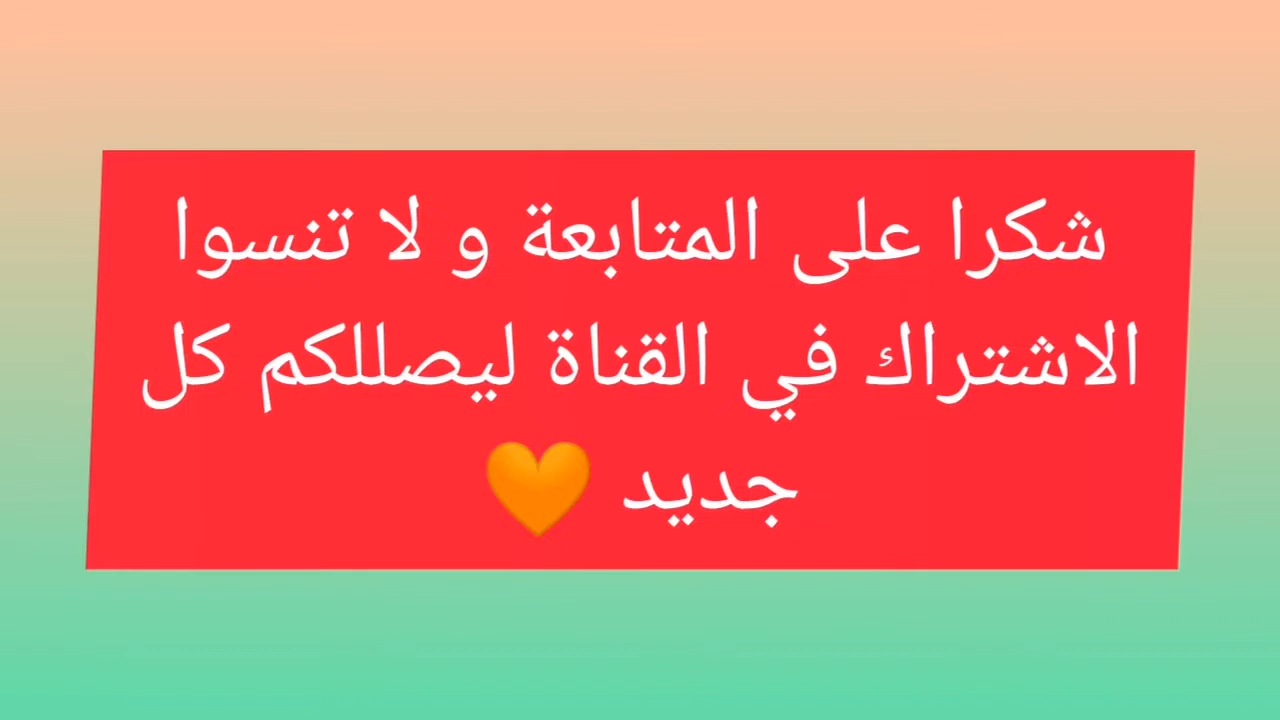 شكرا على المتابعة و لا تنسوا
الاشتراك في القناة ليصللكم كل
جديد 🧡